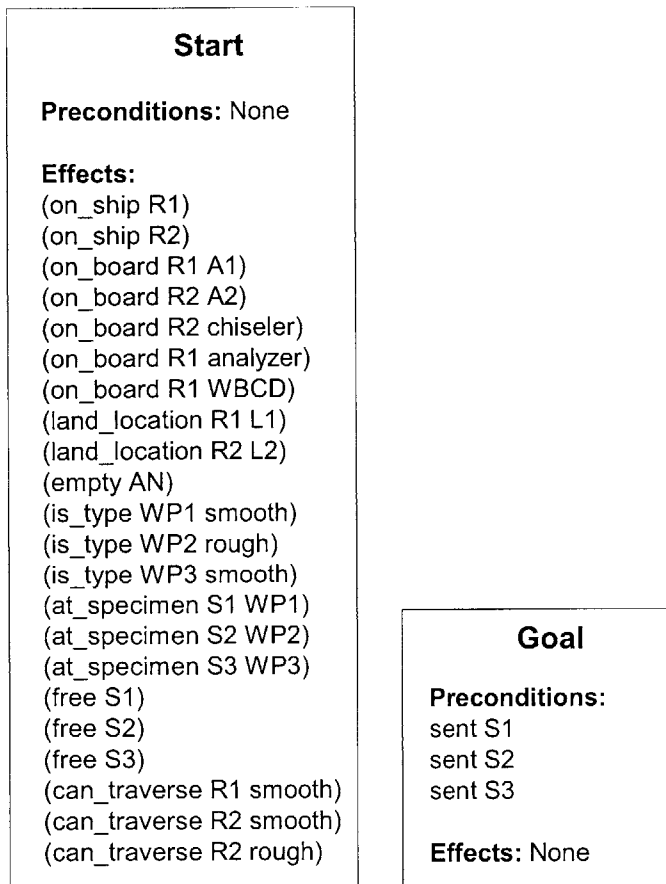 Start
Preconditions: None
Effects:
(on_ship R1)
(on_ship R2)
(on_board R1 A1)
(on_board R2 A2)
(on_board R2 chiseler)
(on_board R1 analyzer)
(on_board R1 WBCD)
(land_location R1 L1)
(land_location R2 L2)
(empty AN)
(is_type WP1 smooth)
(is_type WP2 rough)
(is_type WP3 smooth)
(at_specimen S1 WP1)
(at_specimen S2 WP2)
(at_specimen S3 WP3)
(free S1)
(free S2)
(free S3)
(can_traverse R1 smooth)
(can_traverse R2 smooth)
(can_traverse R2 rough)
Goal
Preconditions:
sent S1
sent S2
sent S3
Effects: None